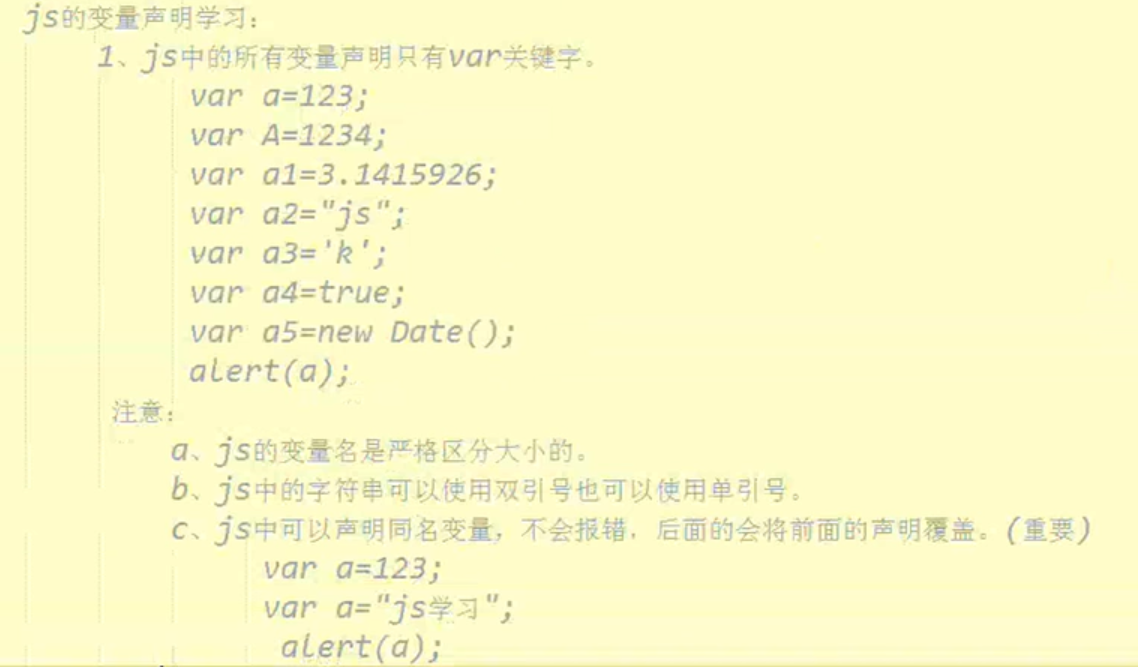 js的变量声明学习：
1、js中的所有变量声明只有var关键字。
var a=123;
var A=1234;
var a1=3.1415926;
var a2="js";
var a3='k';
var a4=true;
var a5=new Date();
alert(a);
注意：
a、js的变量名是严格区分大小的。
b、js中的字符串可以使用双引号也可以使用单引号。
c、js中可以声明同名变量，不会报错，后面的会将前面的声明覆盖。(重要)
var a=123;
var a="js学习";
alert(a);